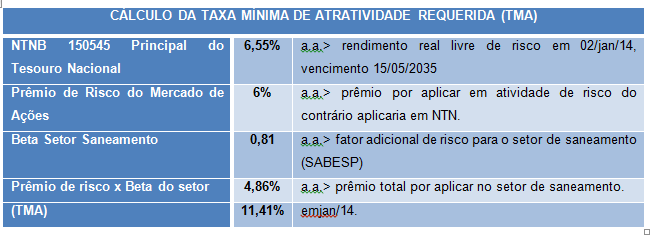 CÁLCULO DA TAXA MÍNIMA DE ATRATIVIDADE REQUERIDA (TMA)
NTNB 150545 Principal do
Tesouro Nacional
6,55%
a.a.> rendimento real livre de risco em 02/jan/14,
vencimento 15/05/2035
Prêmio de Risco do Mercado de
Ações
6%
a.a.> prêmio por aplicar em atividade de risco do
contrário aplicaria em NTN.
Beta Setor Saneamento
0,81
a.a.> fator adicional de risco para o setor de saneamento
(SABESP)
Prêmio de risco x Beta do setor
4,86%
a.a.> prêmio total por aplicar no setor de saneamento.
(TMA)
11,41%
emjan/14.